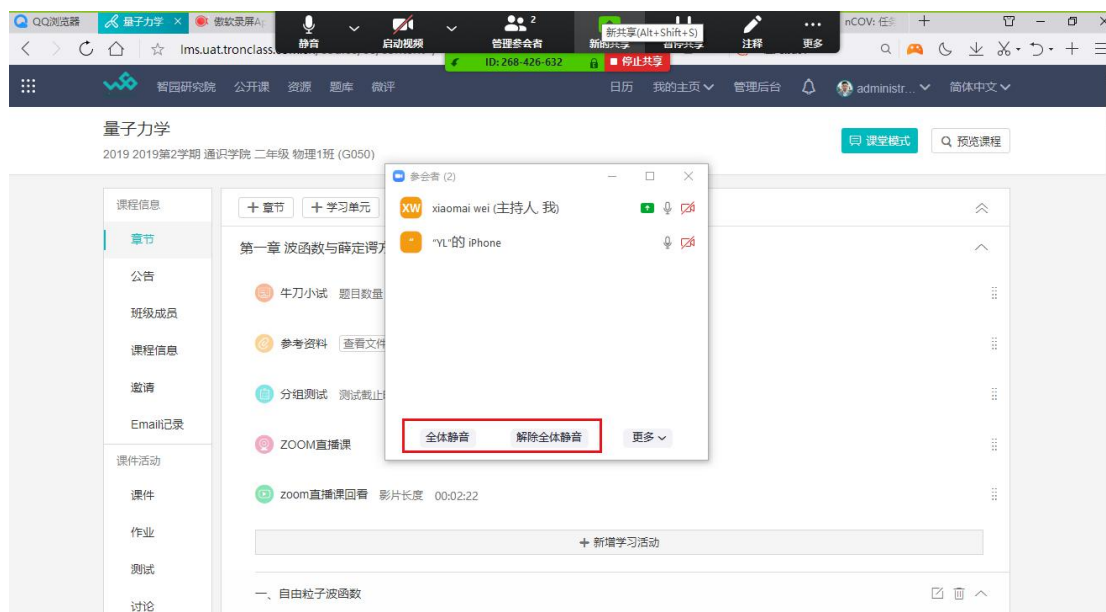 QQ浏览器 量子力学 × 傲软录屏Ap 2 新共享(Alt+Shift+S) nCOV: 任
静音 启动视频 管理参会者 新的共享 暂停共享 注释 更多
lms.uat.tronclass.
ID: 268-426-632 停止共享
智园研究院 公开课 资源 题库 微评 日历 我的主页 管理后台 administr... 简体中文
量子力学
2019 2019第2学期 通识学院 二年级 物理1班 (G050)
课堂模式 预览课程
参会者 (2)
课程信息 + 章节 + 学习单元 XW xiaomai wei (主持人, 我)
章节 第一章 波函数与薛定谔方 “YL”的 iPhone
公告
牛刀小试 题目数量
班级成员
课程信息 参考资料 查看文件
邀请 分组测试 测试截止
Email记录
全体静音 解除全体静音 更多
ZOOM直播课
课件活动
课件 zoom直播课回看 影片长度 00:02:22
作业
+ 新增学习活动
测试
一、自由粒子波函数
讨论